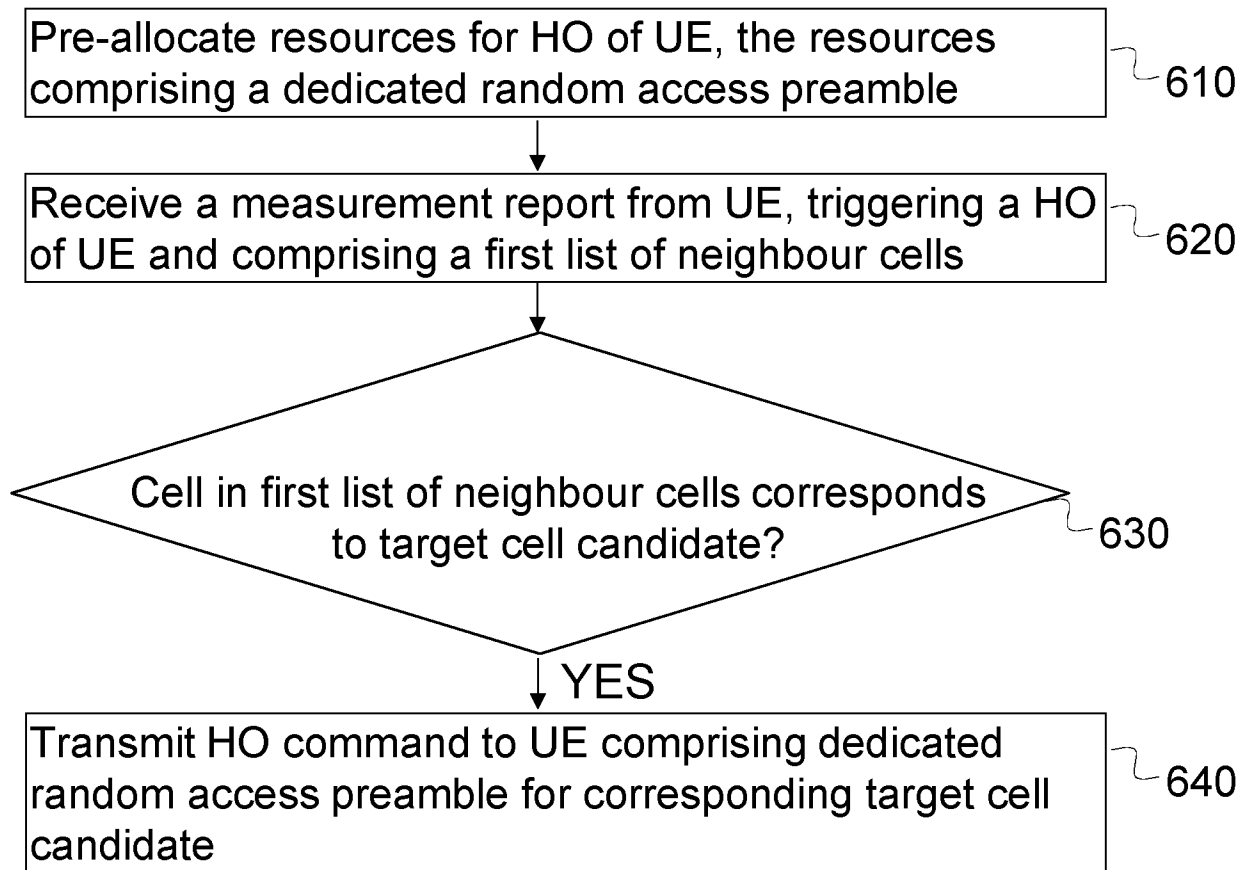 Pre-allocate resources for HO of UE, the resources
comprising a dedicated random access preamble
610
Receive a measurement report from UE, triggering a HO
of UE and comprising a first list of neighbour cells
620
Cell in first list of neighbour cells corresponds
to target cell candidate?
630
YES
Transmit HO command to UE comprising dedicated
random access preamble for corresponding target cell
candidate
640